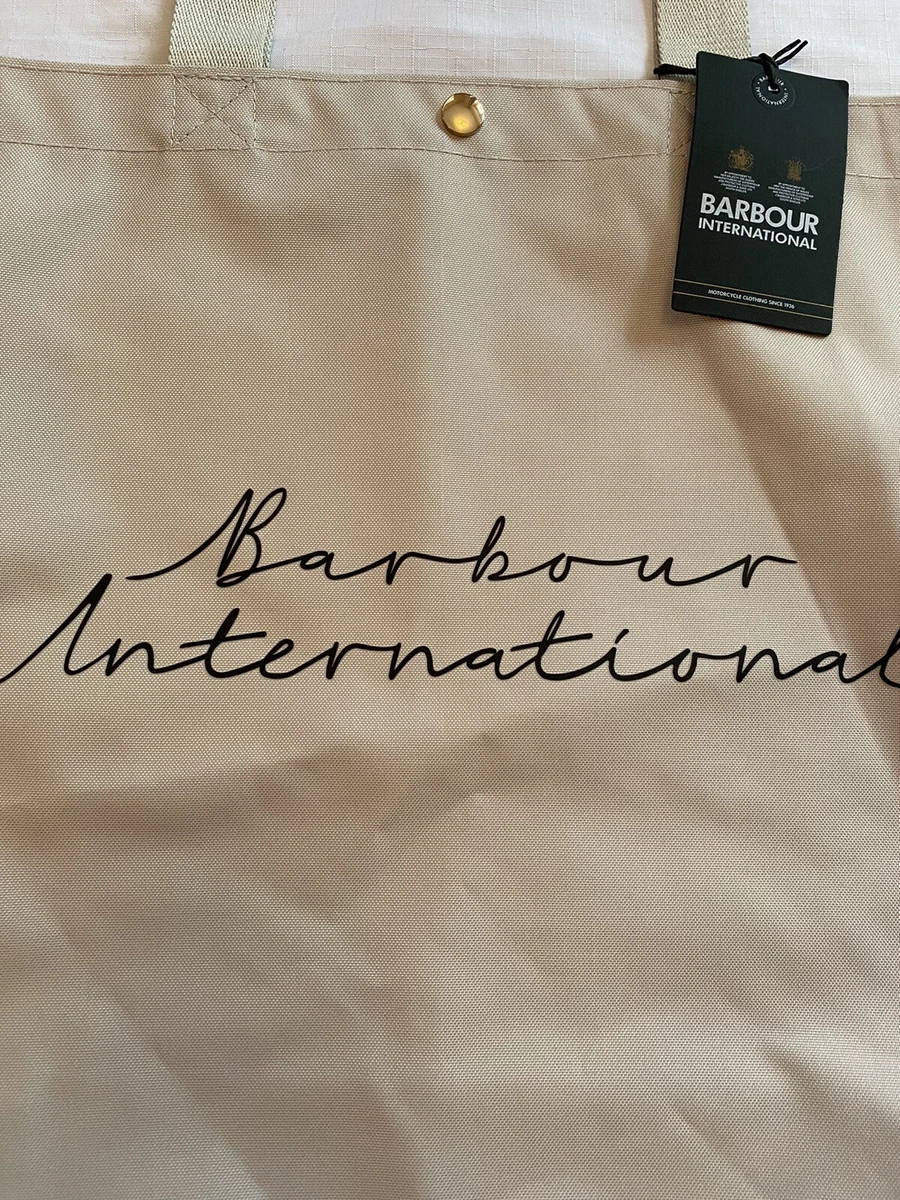 BARBOUR
INTERNATIONAL
MOTORCYCLE CLOTHING SINCE 1936
Barbour
International